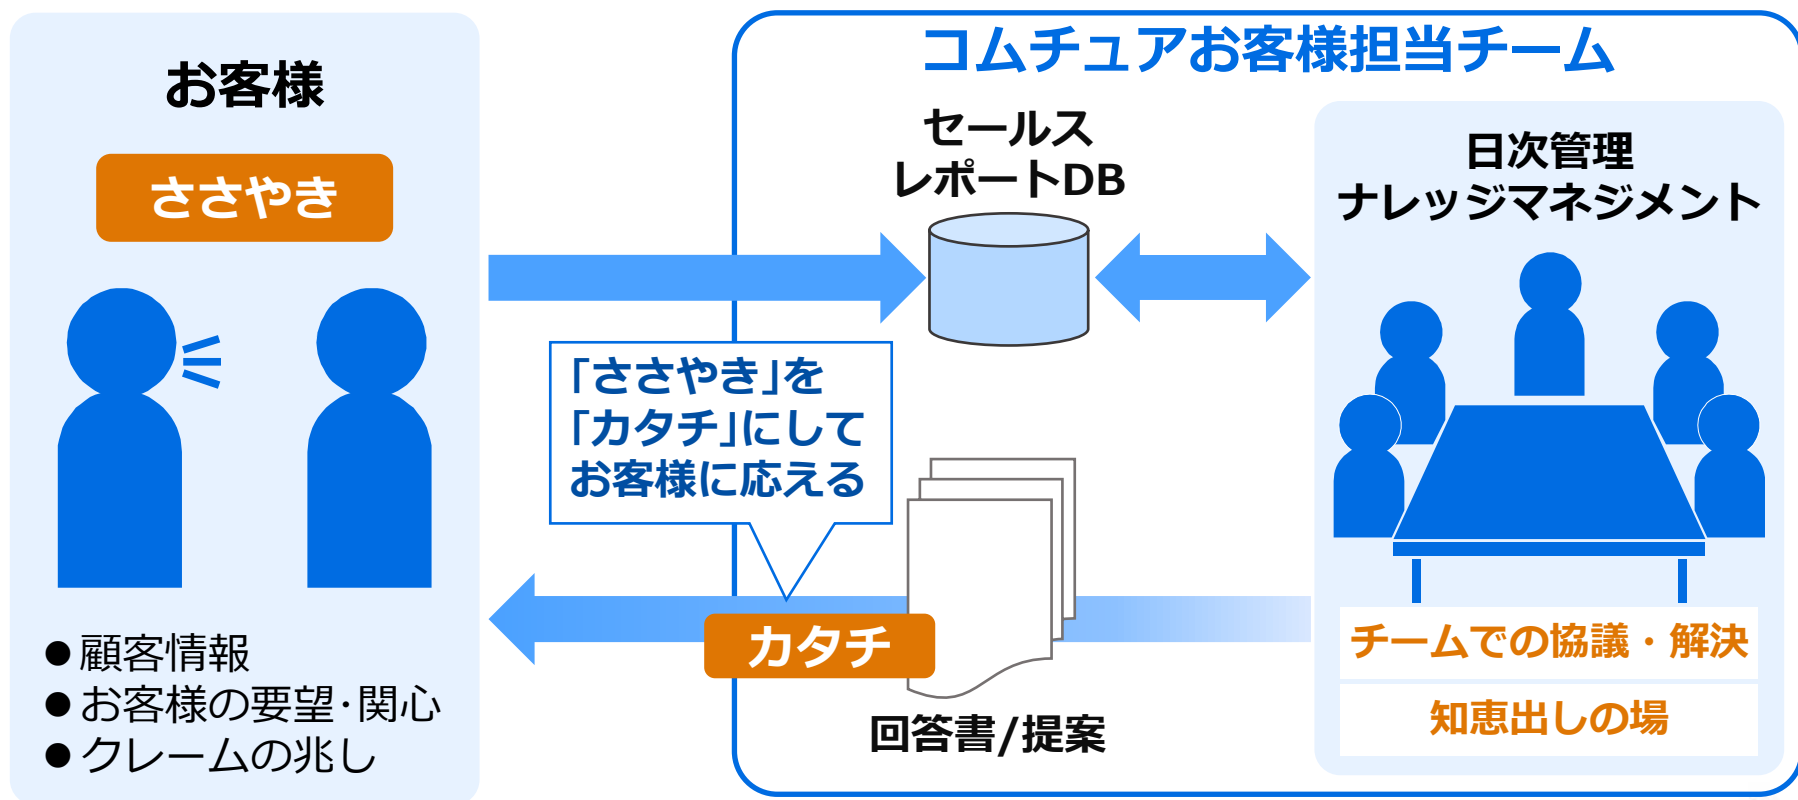 お客様
ささやき
●顧客情報
●お客様の要望・関心
●クレームの兆し
コムチュアお客様担当チーム
セールス
レポートDB
「ささやき」を
「カタチ」にして
お客様に応える
カタチ
回答書/提案
日次管理
ナレッジマネジメント
チームでの協議・解決
知恵出しの場